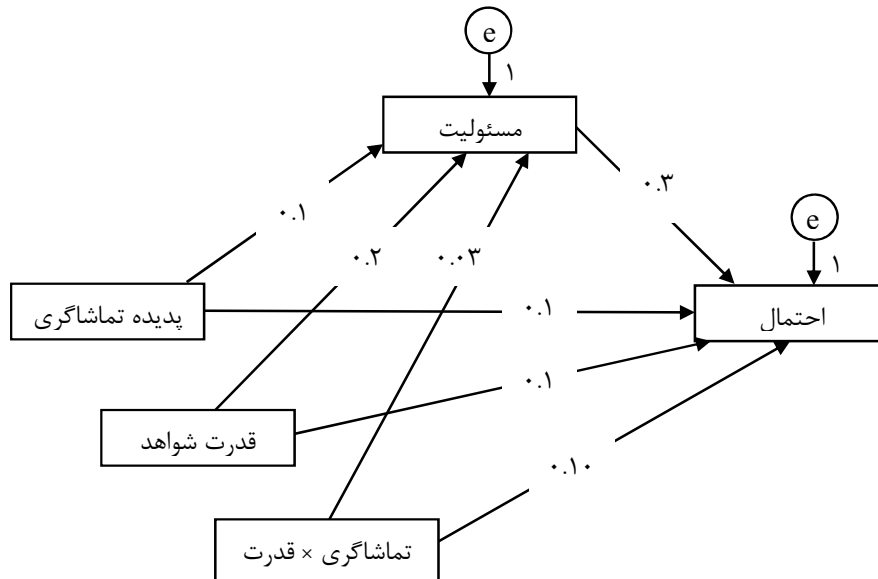 e
۱
مسئولیت
۰.۳
e
۰.۱
۱
۰.۲
۰.۰۳
پدیده تماشاگری
۰.۱
احتمال
۰.۱
قدرت شواهد
۰.۱۰
تماشاگری × قدرت